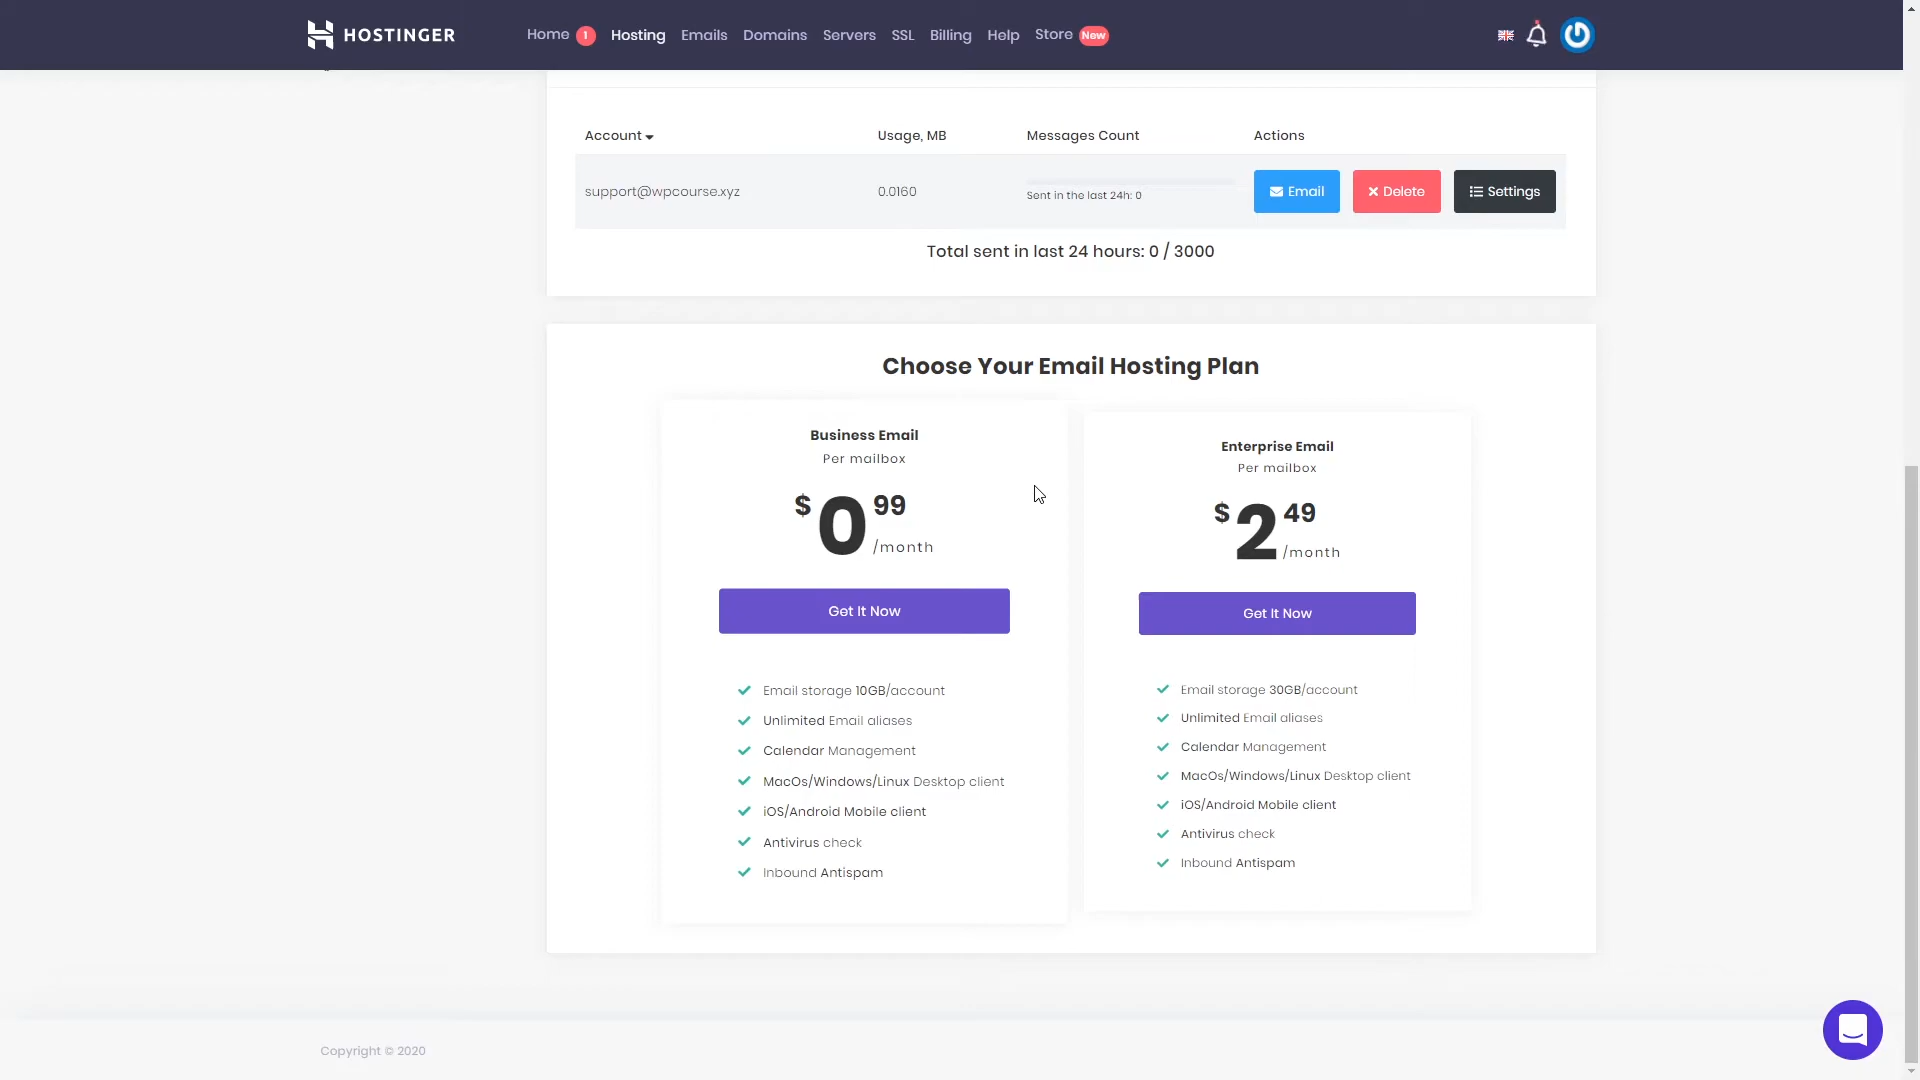 HOSTINGER
Home 1 Hosting Emails Domains Servers SSL Billing Help Store New
Account Usage, MB Messages Count Actions
support@wpcourse.xyz 0.0160 Sent in the last 24h: 0 Email Delete Settings
Total sent in last 24 hours: 0 / 3000
Choose Your Email Hosting Plan
Business Email
Per mailbox
$ 0 99
/month
Get It Now
Email storage 10GB/account
Unlimited Email aliases
Calendar Management
MacOs/Windows/Linux Desktop client
iOS/Android Mobile client
Antivirus check
Inbound Antispam
Enterprise Email
Per mailbox
$ 2 49
/month
Get It Now
Email storage 30GB/account
Unlimited Email aliases
Calendar Management
MacOs/Windows/Linux Desktop client
iOS/Android Mobile client
Antivirus check
Inbound Antispam
Copyright © 2020